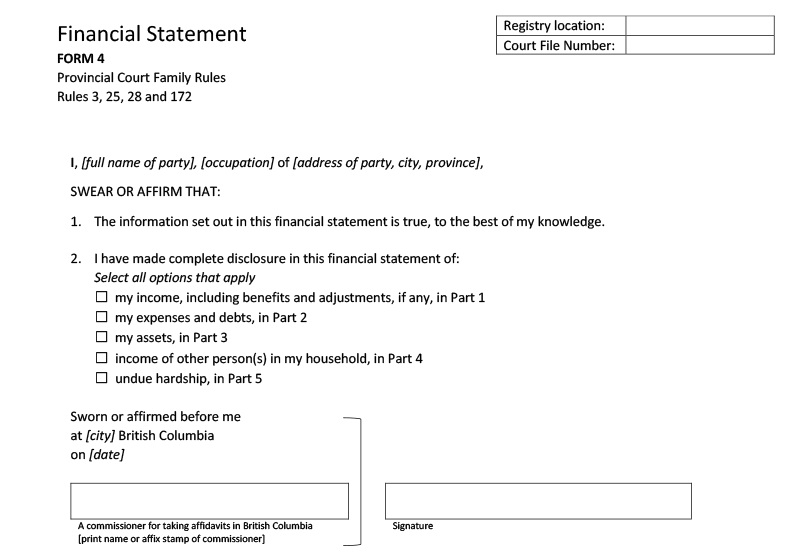 Financial Statement
FORM 4
Provincial Court Family Rules
Rules 3, 25, 28 and 172
Registry location:
Court File Number:
I, [full name of party], [occupation] of [address of party, city, province],
SWEAR OR AFFIRM THAT:
1. The information set out in this financial statement is true, to the best of my knowledge.
2. I have made complete disclosure in this financial statement of:
Select all options that apply
☐ my income, including benefits and adjustments, if any, in Part 1
☐ my expenses and debts, in Part 2
☐ my assets, in Part 3
☐ income of other person(s) in my household, in Part 4
☐ undue hardship, in Part 5
Sworn or affirmed before me
at [city] British Columbia
on [date]
A commissioner for taking affidavits in British Columbia
[print name or affix stamp of commissioner]
Signature